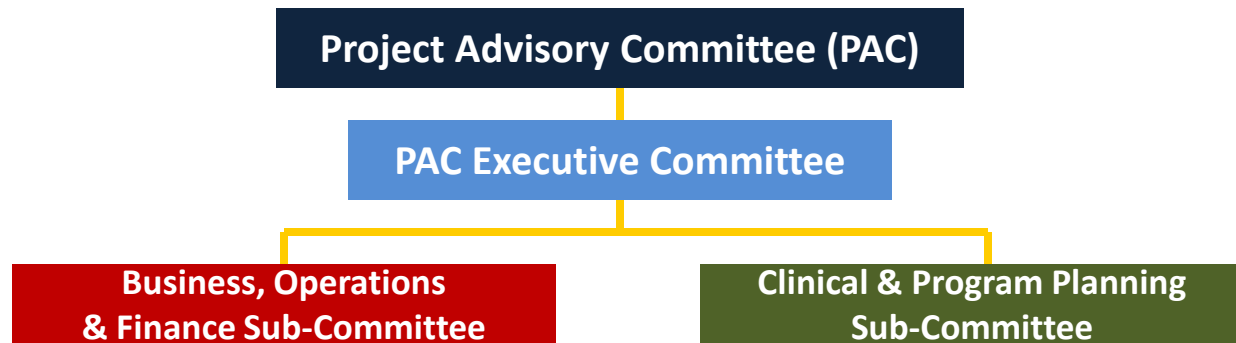 Project Advisory Committee (PAC)
PAC Executive Committee
Business, Operations
& Finance Sub-Committee
Clinical & Program Planning
Sub-Committee